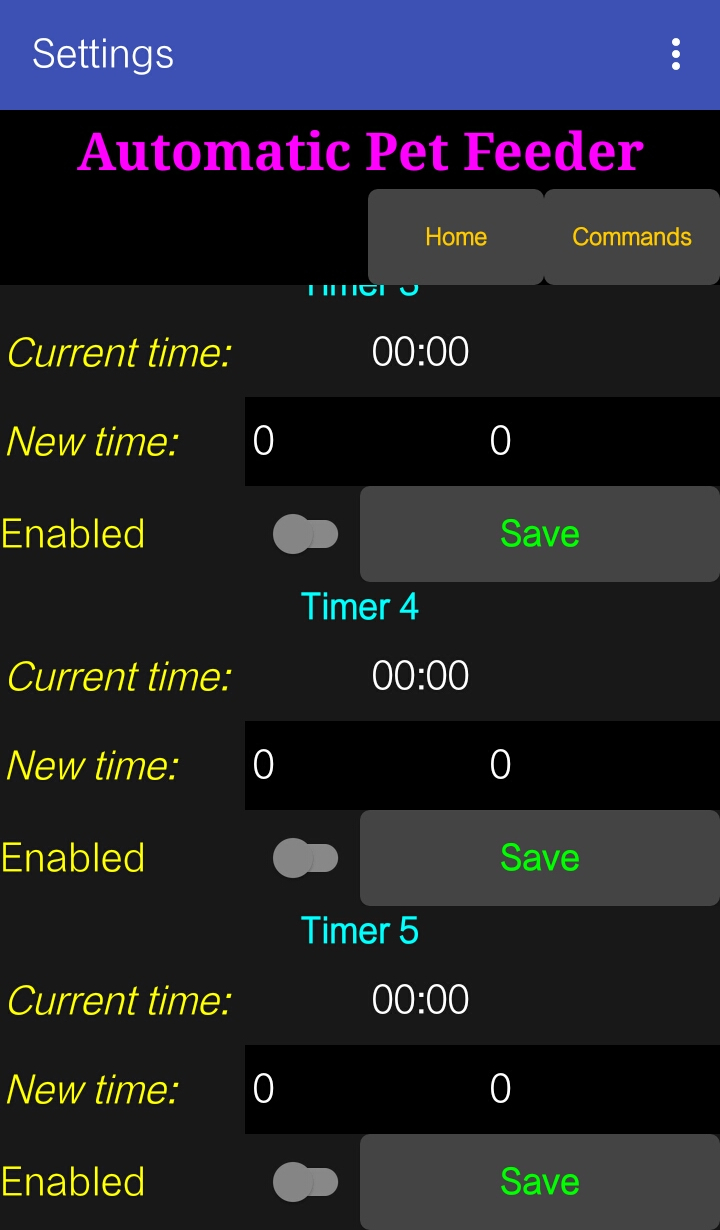 Settings
Automatic Pet Feeder
Home Commands
Timer 3
Current time: 00:00
New time: 0 0
Enabled Save
Timer 4
Current time: 00:00
New time: 0 0
Enabled Save
Timer 5
Current time: 00:00
New time: 0 0
Enabled Save